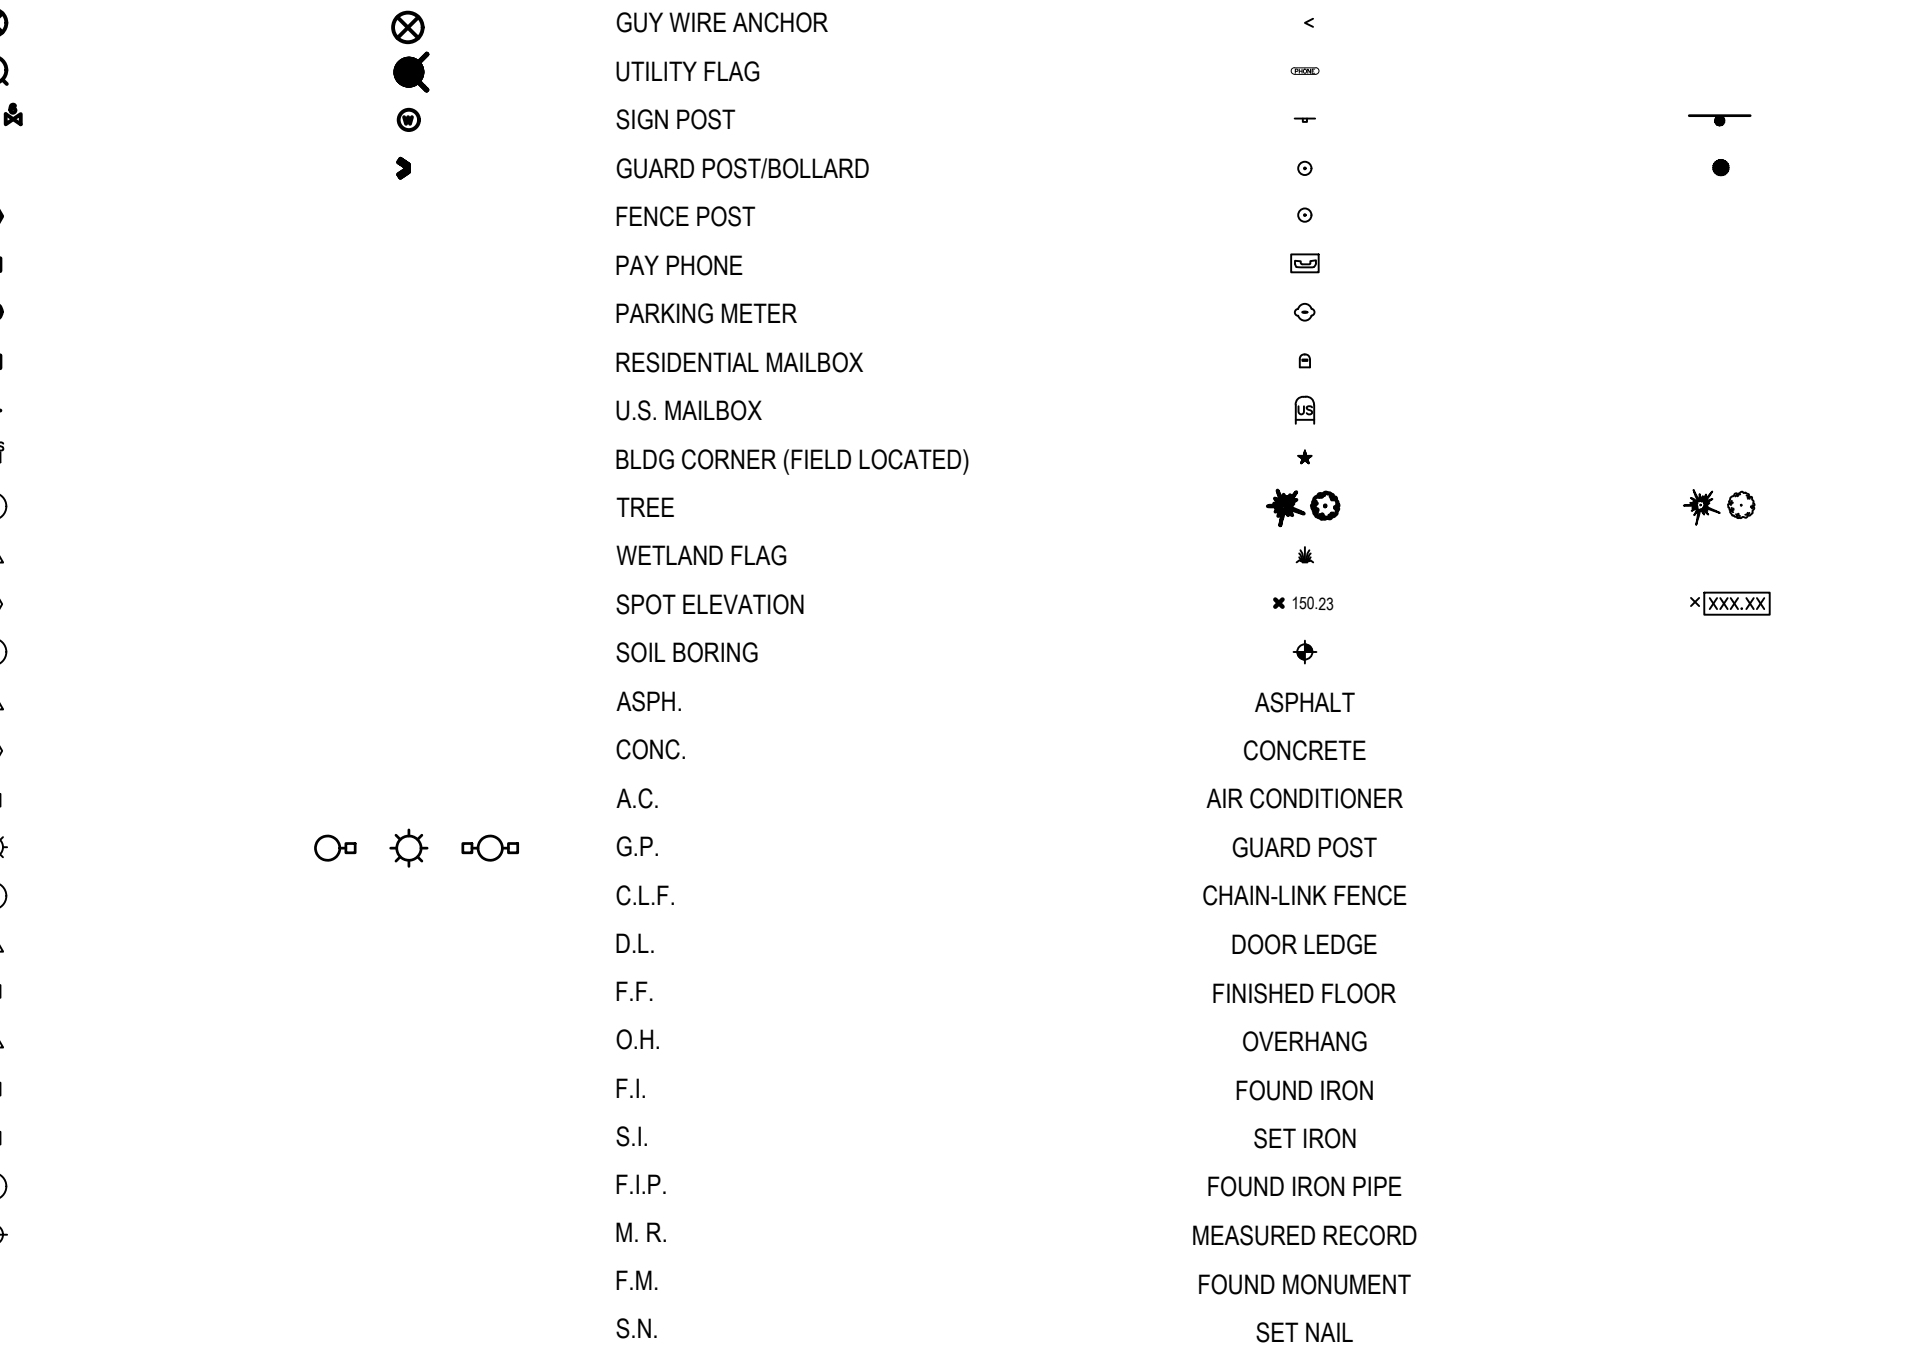 GUY WIRE ANCHOR <
UTILITY FLAG PHONE
W SIGN POST
GUARD POST/BOLLARD
FENCE POST
PAY PHONE
PARKING METER
RESIDENTIAL MAILBOX
U.S. MAILBOX US
BLDG CORNER (FIELD LOCATED)
TREE
WETLAND FLAG
SPOT ELEVATION 150.23 XXX.XX
SOIL BORING
ASPH. ASPHALT
CONC. CONCRETE
A.C. AIR CONDITIONER
G.P. GUARD POST
C.L.F. CHAIN-LINK FENCE
D.L. DOOR LEDGE
F.F. FINISHED FLOOR
O.H. OVERHANG
F.I. FOUND IRON
S.I. SET IRON
F.I.P. FOUND IRON PIPE
M. R. MEASURED RECORD
F.M. FOUND MONUMENT
S.N. SET NAIL